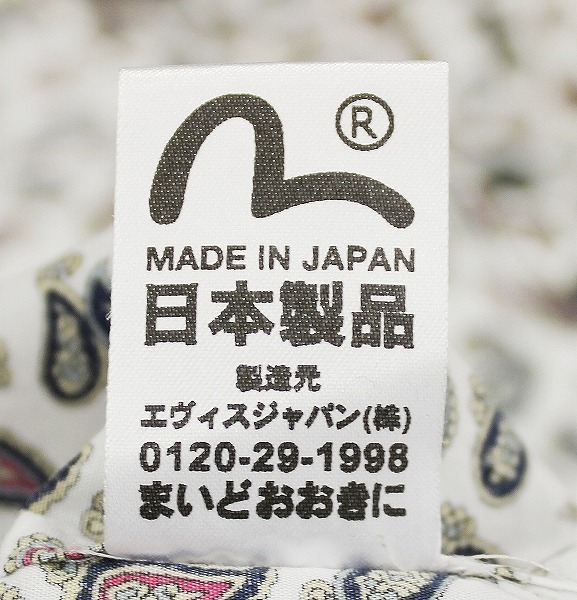 ®
MADE IN JAPAN
日本製品
製造元
エヴィスジャパン(株)
0120-29-1998
まいどおおきに